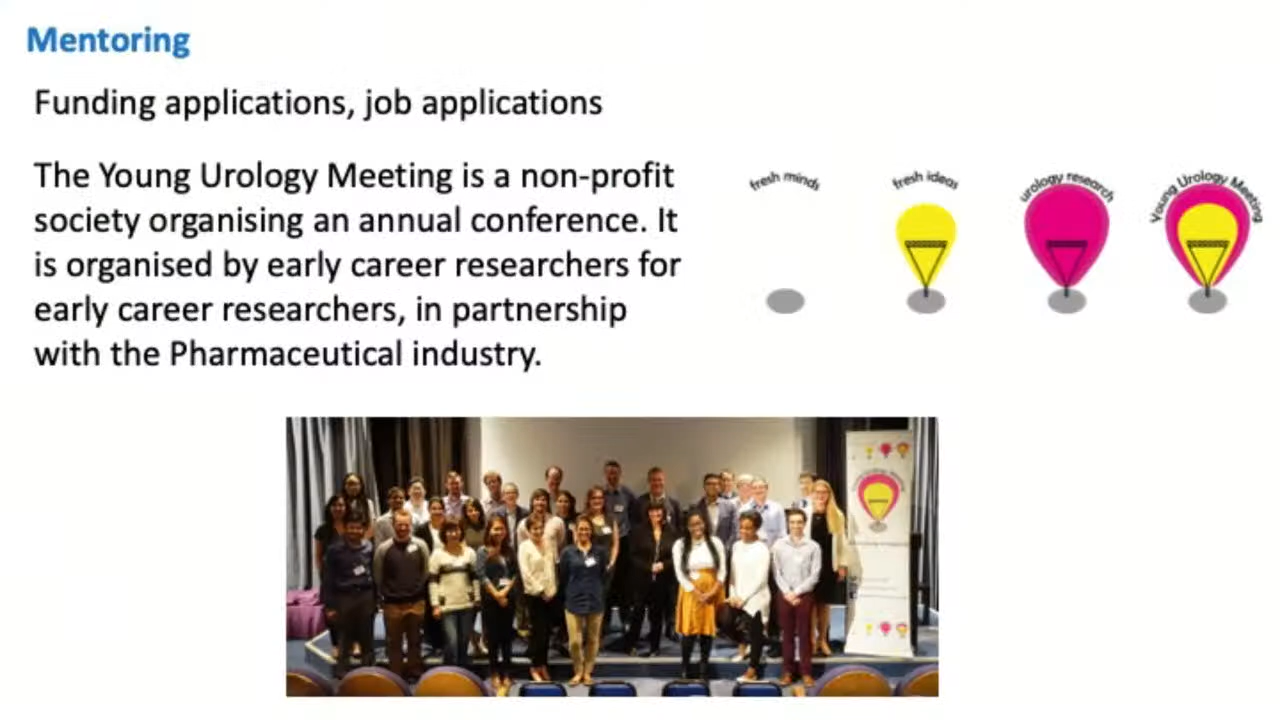 Mentoring
Funding applications, job applications
The Young Urology Meeting is a non-profit
society organising an annual conference. It
is organised by early career researchers for
early career researchers, in partnership
with the Pharmaceutical industry.
fresh minds
fresh ideas
urology research
Young Urology Meeting